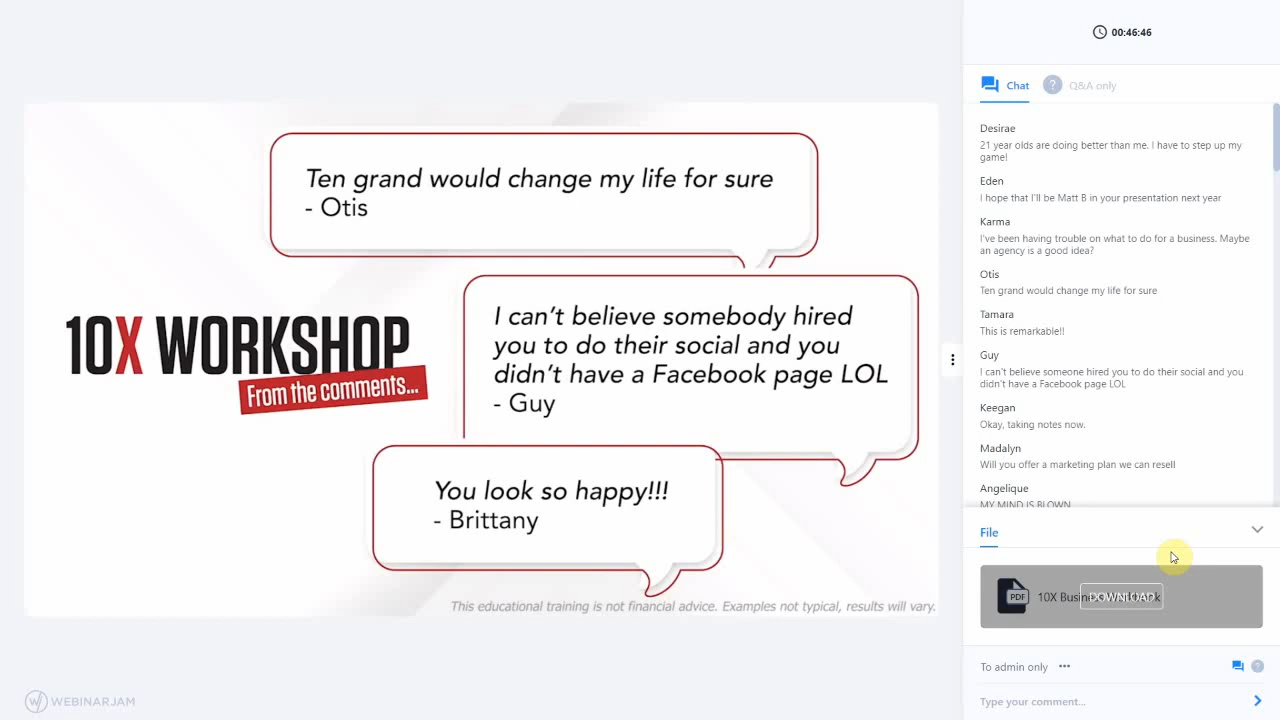 Ten grand would change my life for sure
- Otis
I can't believe somebody hired
you to do their social and you
didn't have a Facebook page LOL
- Guy
10X WORKSHOP
From the comments...
You look so happy!!!
- Brittany
This educational training is not financial advice. Examples not typical, results will vary.
WEBINARJAM
00:46:46
Chat
? Q&A only
Desirae
21 year olds are doing better than me. I have to step up my
game!
Eden
I hope that I'll be Matt B in your presentation next year
Karma
I've been having trouble on what to do for a business. Maybe
an agency is a good idea?
Otis
Ten grand would change my life for sure
Tamara
This is remarkable!!
Guy
I can't believe someone hired you to do their social and you
didn't have a Facebook page LOL
Keegan
Okay, taking notes now.
Madalyn
Will you offer a marketing plan we can resell
Angelique
MY MIND IS BLOWN
File
PDF
10X
DOWNLOAD
To admin only
?
Type your comment...